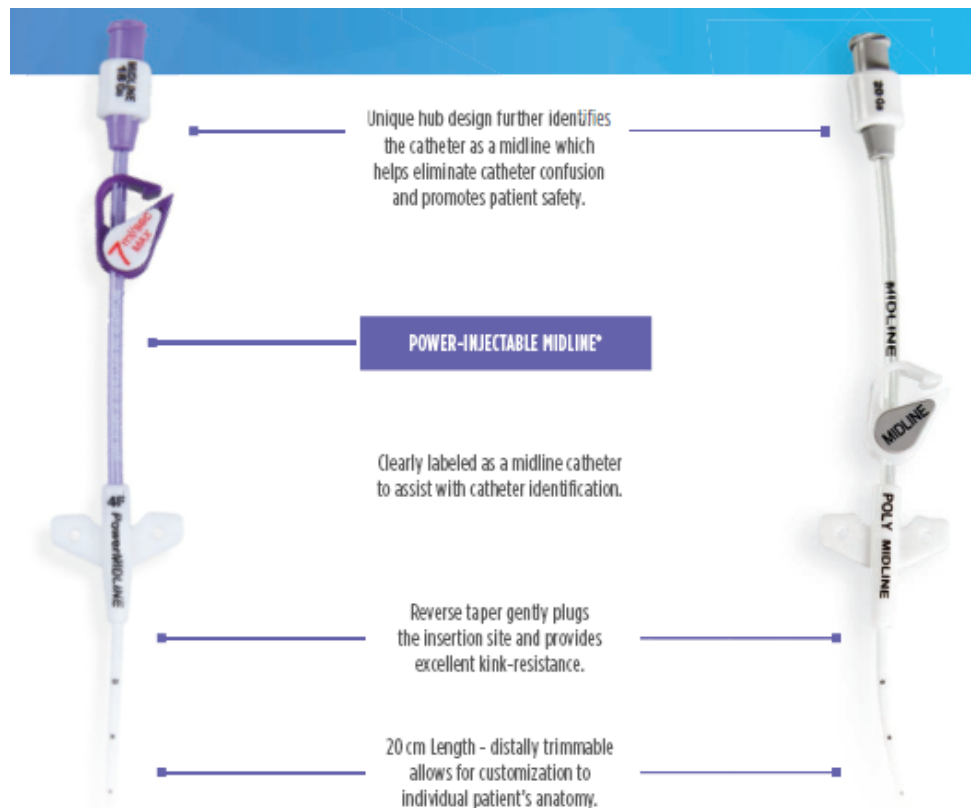 MIDLINE
18 Ga
20 Ga
Unique hub design further identifies
the catheter as a midline which
helps eliminate catheter confusion
and promotes patient safety.
7 ml/sec
MAX
MIDLINE
POWER-INJECTABLE MIDLINE*
MIDLINE
Clearly labeled as a midline catheter
to assist with catheter identification.
4Fr PowerMIDLINE
POLY MIDLINE
Reverse taper gently plugs
the insertion site and provides
excellent kink-resistance.
20 cm Length - distally trimmable
allows for customization to
individual patient's anatomy.